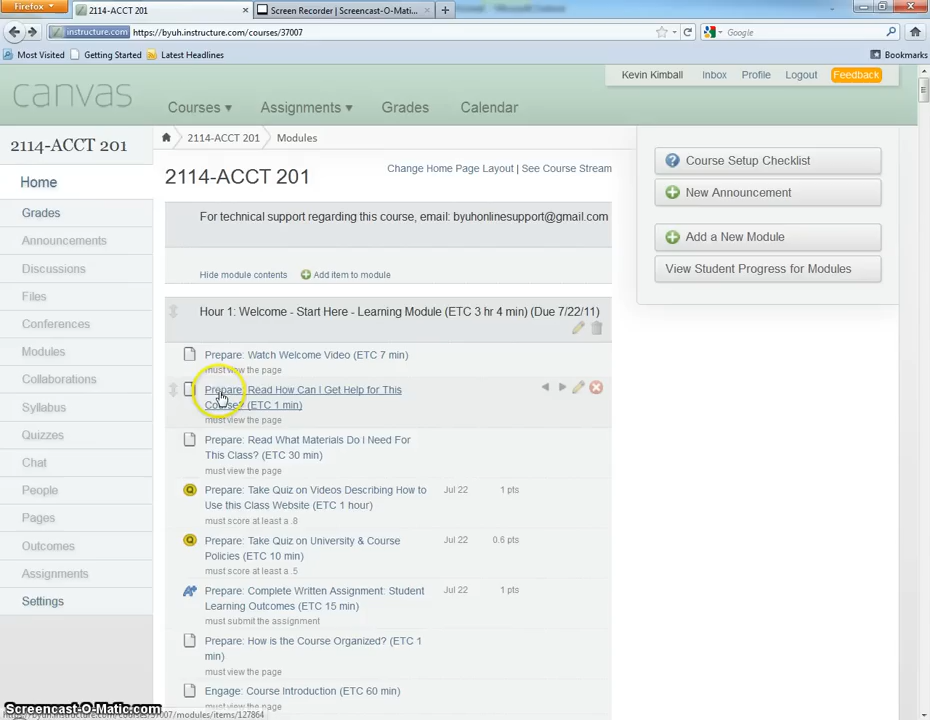 Firefox
2114-ACCT 201
Screen Recorder | Screencast-O-Mati...
instructure.com
https://byuh.instructure.com/courses/37007
Google
Most Visited
Getting Started
Latest Headlines
Bookmarks
canvas
Kevin Kimball
Inbox
Profile
Logout
Feedback
Courses
Assignments
Grades
Calendar
2114-ACCT 201
2114-ACCT 201
Modules
Home
Grades
Announcements
Discussions
Files
Conferences
Modules
Collaborations
Syllabus
Quizzes
Chat
People
Pages
Outcomes
Assignments
Settings
2114-ACCT 201
Change Home Page Layout | See Course Stream
For technical support regarding this course, email: byuhonlinesupport@gmail.com
Hide module contents
Add item to module
Hour 1: Welcome - Start Here - Learning Module (ETC 3 hr 4 min) (Due 7/22/11)
Prepare: Watch Welcome Video (ETC 7 min)
must view the page
Prepare: Read How Can I Get Help for This
Course? (ETC 1 min)
must view the page
Prepare: Read What Materials Do I Need For
This Class? (ETC 30 min)
must view the page
Prepare: Take Quiz on Videos Describing How to
Use this Class Website (ETC 1 hour)
must score at least a .8
Jul 22
1 pts
Prepare: Take Quiz on University & Course
Policies (ETC 10 min)
must score at least a .5
Jul 22
0.6 pts
Prepare: Complete Written Assignment: Student
Learning Outcomes (ETC 15 min)
must submit the assignment
Jul 22
1 pts
Prepare: How is the Course Organized? (ETC 1
min)
must view the page
Engage: Course Introduction (ETC 60 min)
Course Setup Checklist
New Announcement
Add a New Module
View Student Progress for Modules
Screencast-O-Matic.com
https://byuh.instructure.com/courses/37007/modules/items/127864